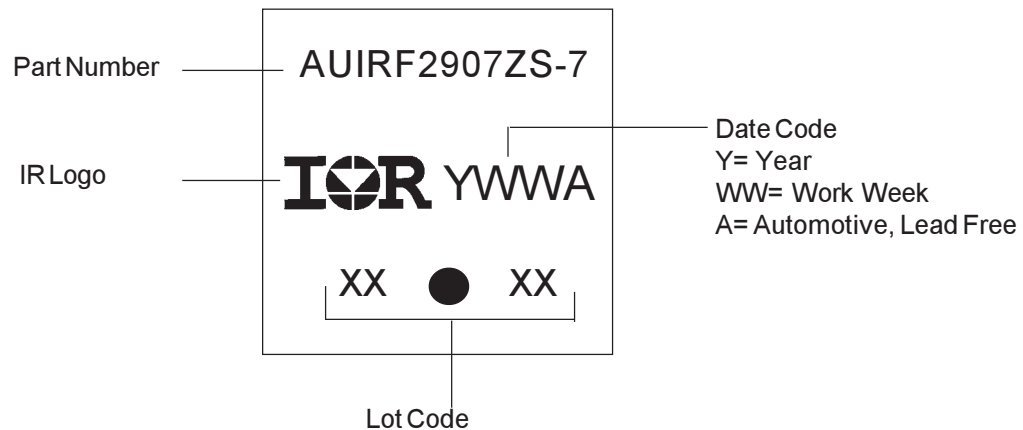 AUIRF2907ZS-7
Part Number
Date Code
Y= Year
IR Logo
IOR YWWA
WW= Work Week
A= Automotive, Lead Free
XX XX
Lot Code